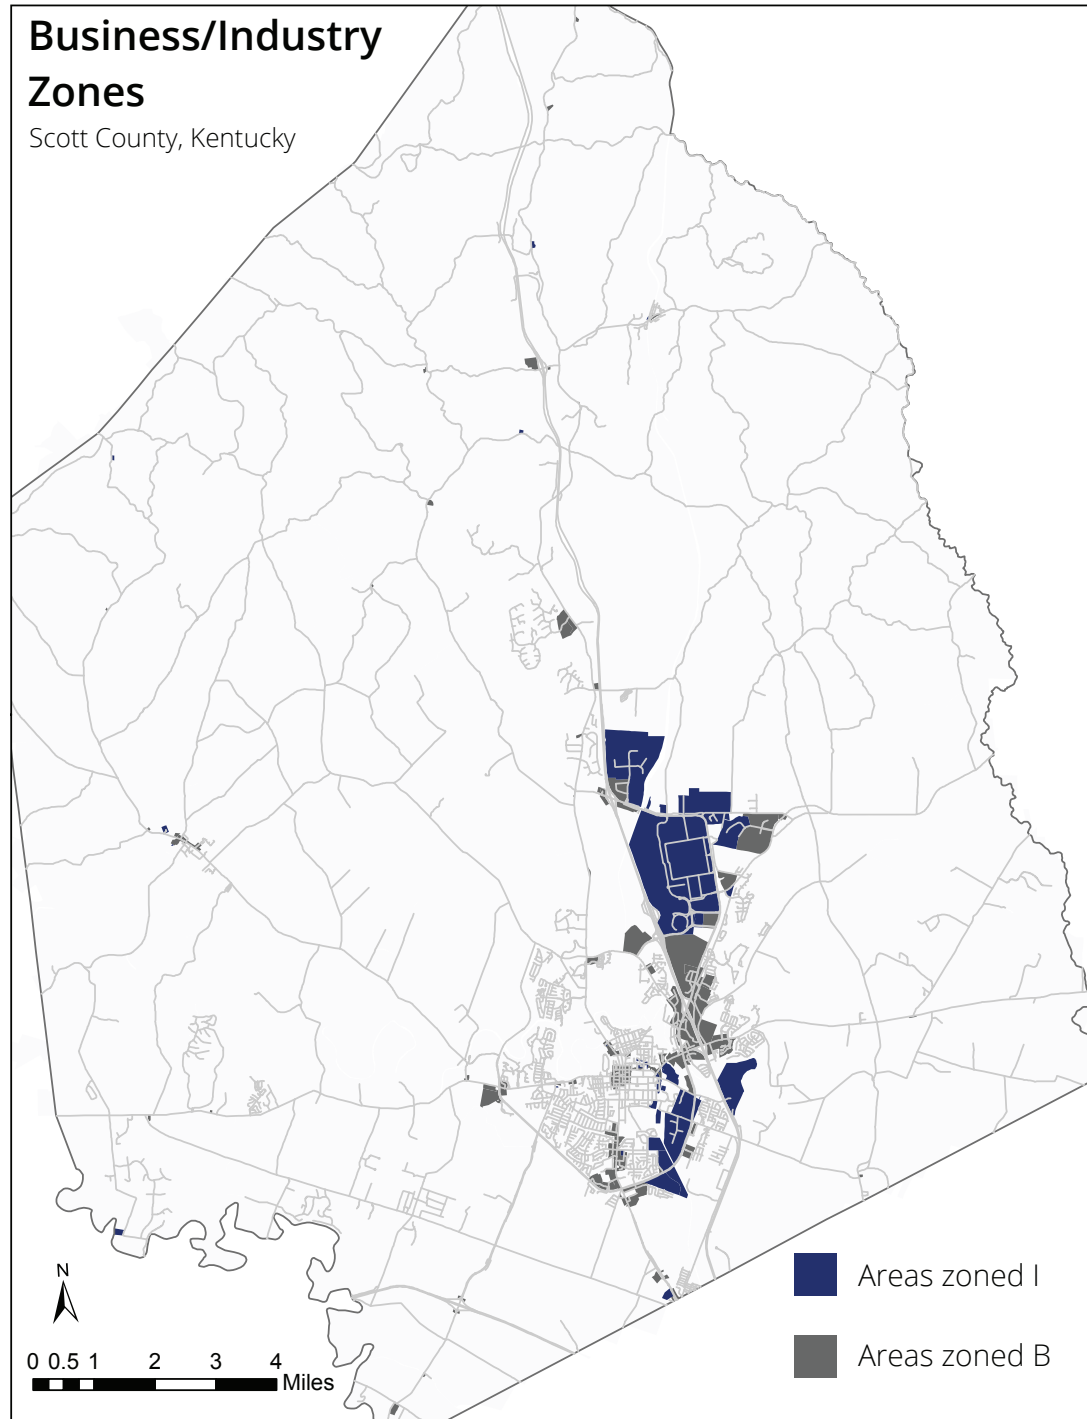 Business/Industry
Zones
Scott County, Kentucky
Areas zoned I
Areas zoned B
N
0 0.5 1 2 3 4
Miles